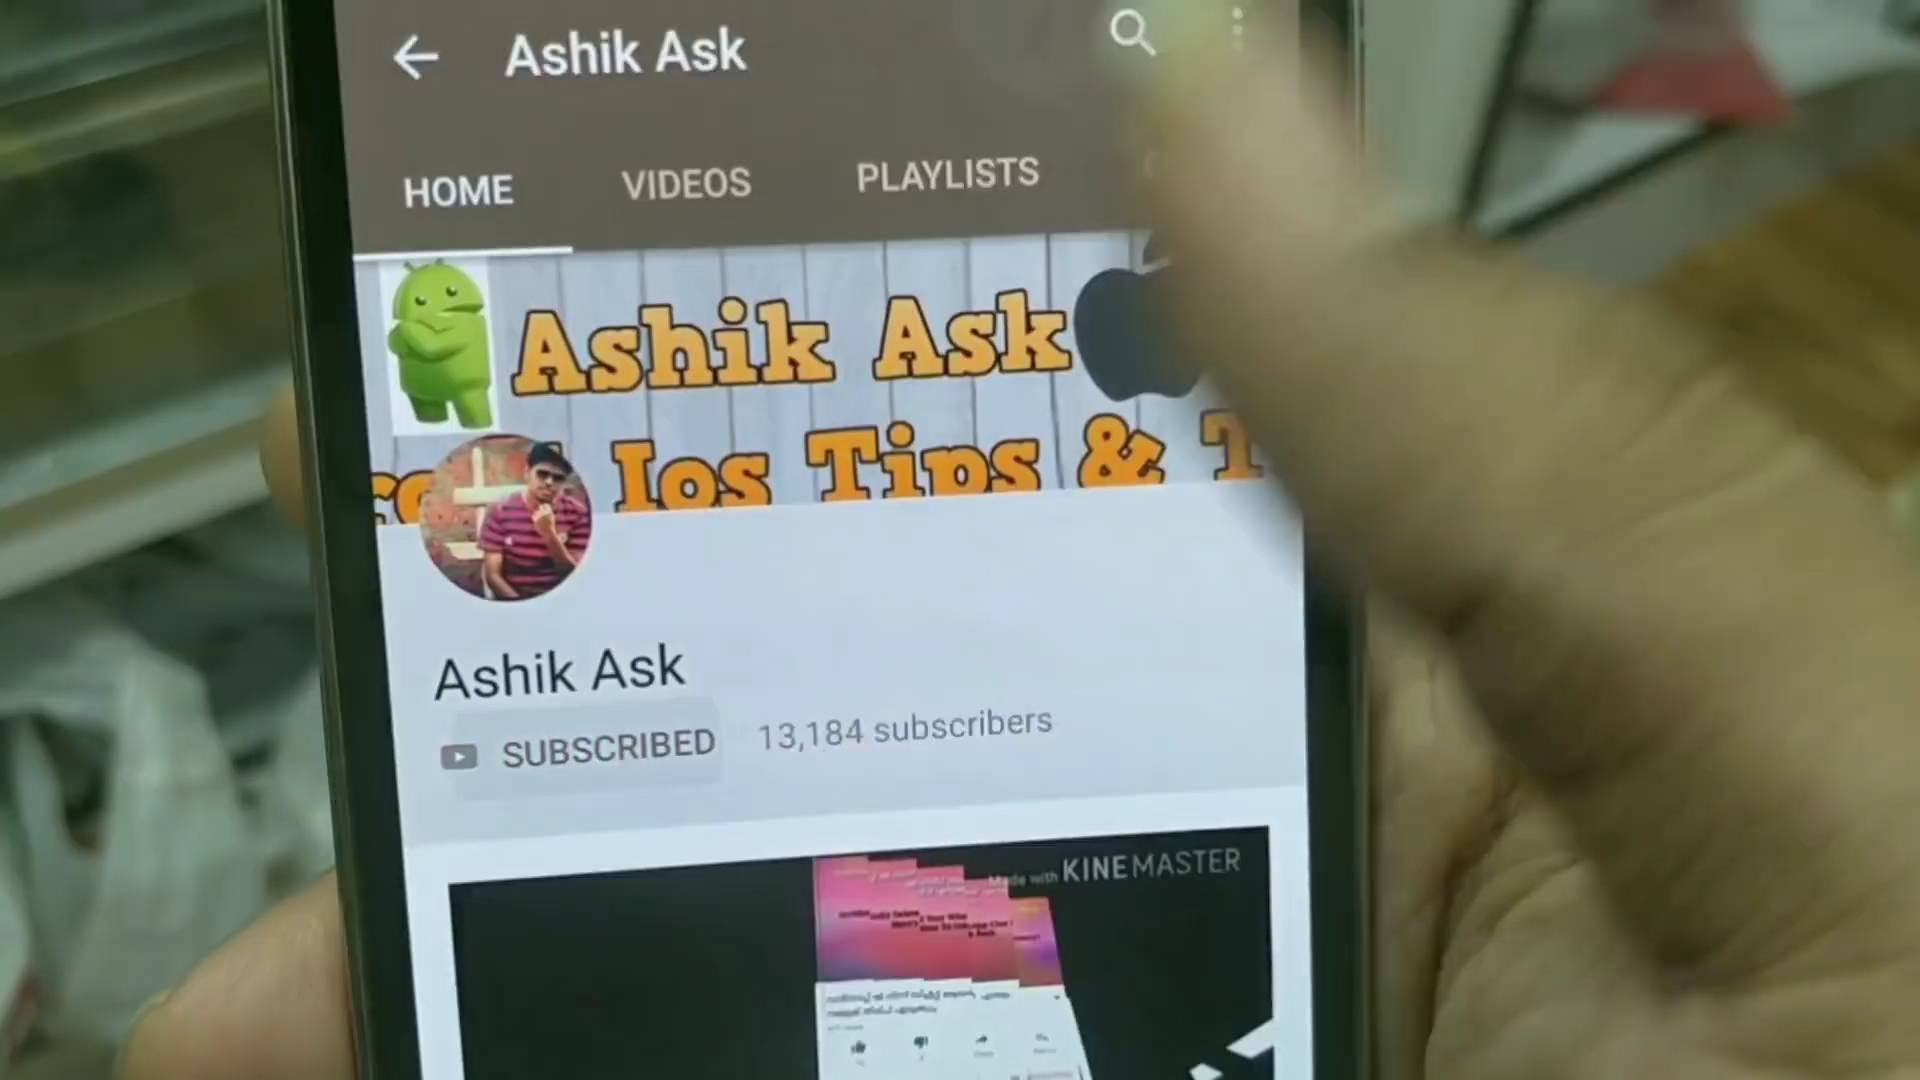 Ashik Ask
HOME VIDEOS PLAYLISTS
Ashik Ask
Ios Tips & T
Ashik Ask
SUBSCRIBED 13,184 subscribers
Made with KINEMASTER